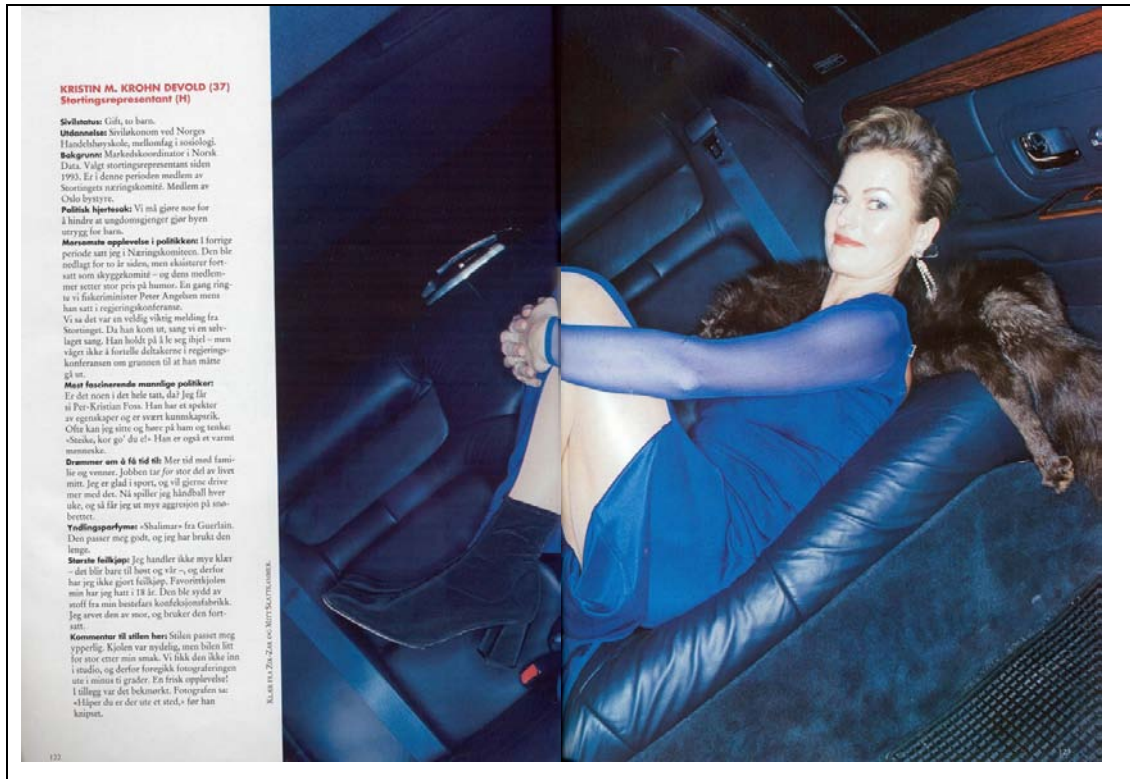 KRISTIN M. KROHN DEVOLD (37)
Stortingsrepresentant (H)
Sivilstatus: Gift, to barn.
Utdannelse: Siviløkonom ved Norges
Handelshøyskole, mellomfag i sosiologi.
Bakgrunn: Markedskoordinator i Norsk
Data. Valgt stortingsrepresentant siden
1993. Er i denne perioden medlem av
Stortingets næringskomité. Medlem av
Oslo bystyre.
Politisk hjertesak: Vi må gjøre noe for
å hindre at ungdomsgjenger gjør byen
utrygg for barn.
Morsomste opplevelse i politikken: I forrige
periode satt jeg i Næringskomiteen. Den ble
nedlagt for to år siden, men eksisterer fort-
satt som skyggekomité – og dens medlem-
mer setter stor pris på humor. En gang ring-
te vi fiskeriminister Peter Angelsen mens
han satt i regjeringskonferanse.
Vi sa det var en veldig viktig melding fra
Stortinget. Da han kom ut, sang vi en selv-
laget sang. Han holdt på å le seg ihjel – men
våget ikke å fortelle deltakerne i regjerings-
konferansen om grunnen til at han måtte
gå ut.
Mest fascinerende mannlige politiker:
Er det noen i det hele tatt, da? Jeg får
si Per-Kristian Foss. Han har et spekter
av egenskaper og er svært kunnskapsrik.
Ofte kan jeg sitte og høre på ham og tenke:
«Steike, kor go' du e!» Han er også et varmt
menneske.
Drømmer om å få tid til: Mer tid med fami-
lie og venner. Jobben tar for stor del av livet
mitt. Jeg er glad i sport, og vil gjerne drive
mer med det. Nå spiller jeg håndball hver
uke, og så får jeg ut mye aggresjon på snø-
brettet.
Yndlingsparfyme: «Shalimar» fra Guerlain.
Den passer meg godt, og jeg har brukt den
lenge.
Største feilkjøp: Jeg handler ikke mye klær
– det blir bare til høst og vår –, og derfor
har jeg ikke gjort feilkjøp. Favorittkjolen
min har jeg hatt i 18 år. Den ble sydd av
stoff fra min bestefars konfeksjonsfabrikk.
Jeg arvet den av mor, og bruker den fort-
satt.
Kommentar til stilen her: Stilen passet meg
ypperlig. Kjolen var nydelig, men bilen litt
for stor etter min smak. Vi fikk den ikke inn
i studio, og derfor foregikk fotograferingen
ute i minus ti grader. En frisk opplevelse!
I tillegg var det bekmørkt. Fotografen sa:
«Håper du er der ute et sted,» før han
knipset.
KLÆR FRA ZIK-ZAK OG MITT SKATTKAMMER.
122
123